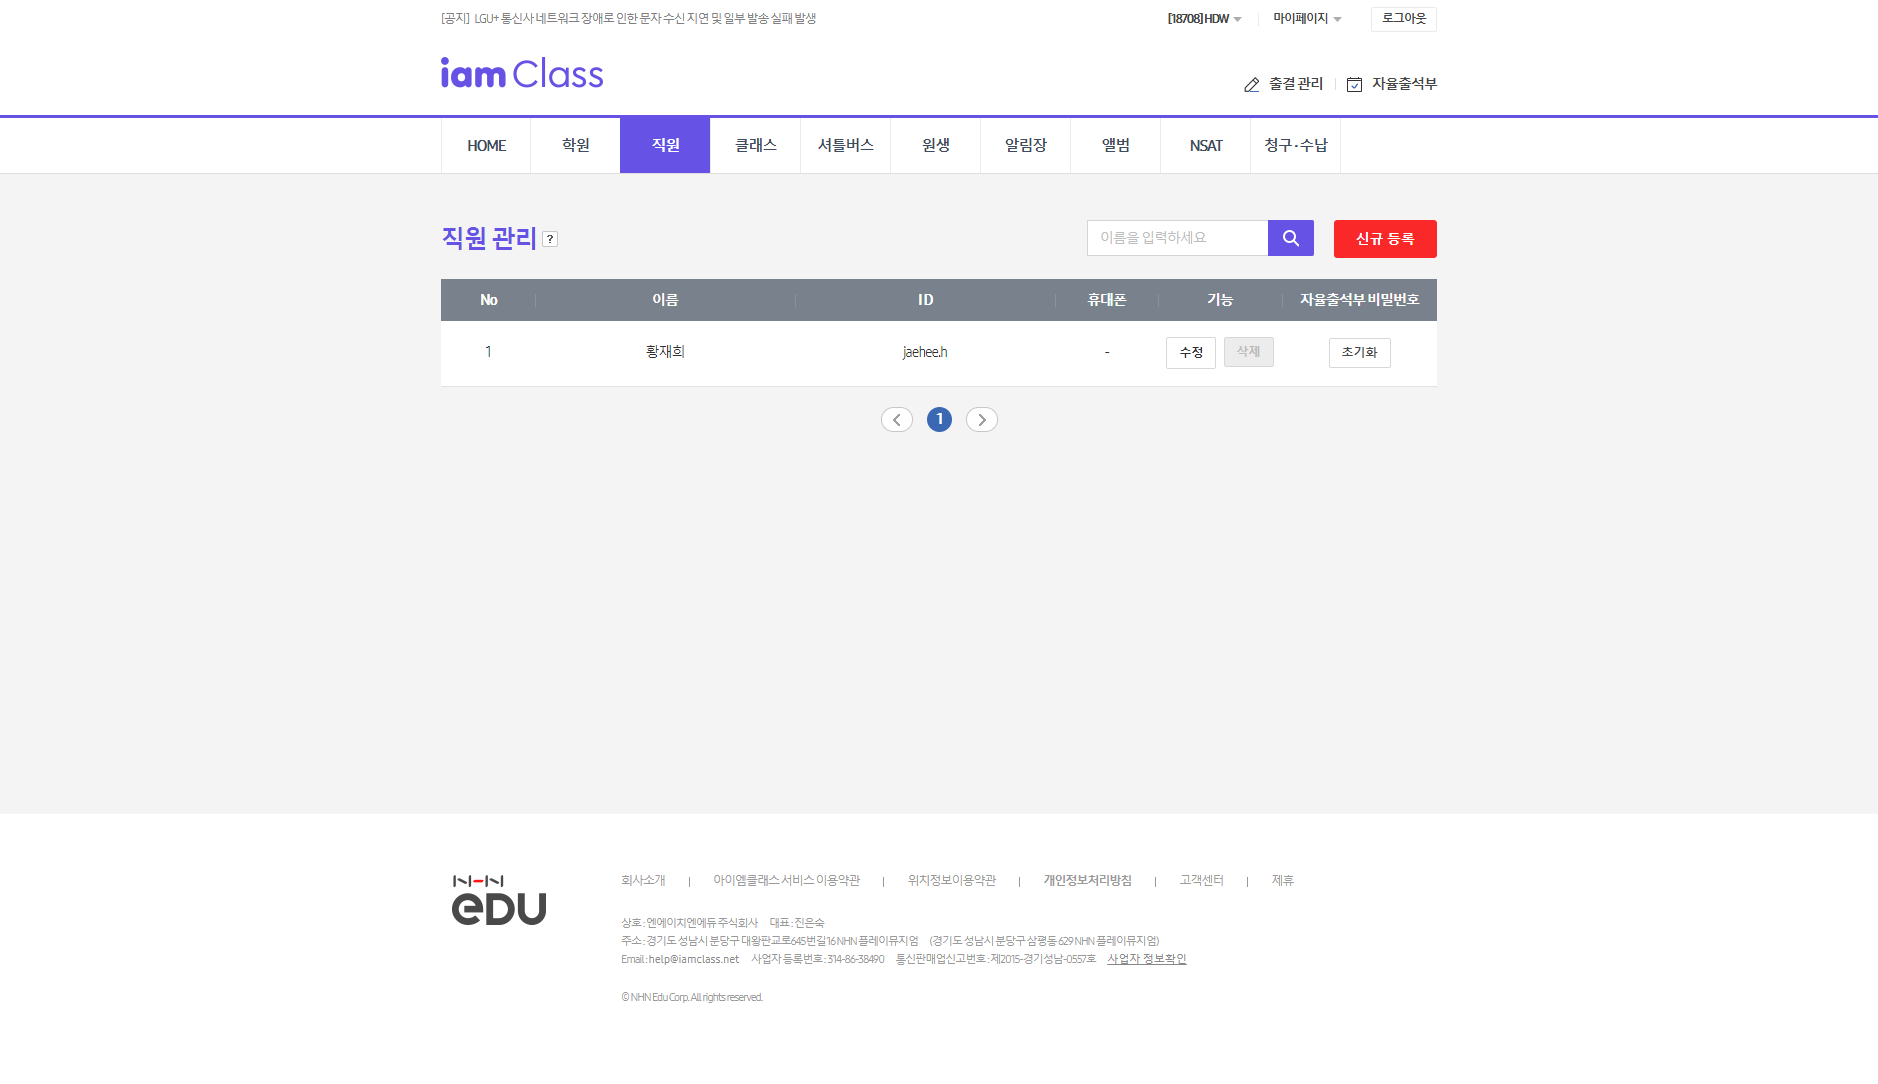 [공지] LGU+ 통신사 네트워크 장애로 인한 문자 수신 지연 및 일부 발송 실패 발생
[18708] HDW 마이페이지 로그아웃
iam Class
출결 관리 자율출석부
HOME 학원 직원 클래스 셔틀버스 원생 알림장 앨범 NSAT 청구·수납
직원 관리 ?
이름을 입력하세요 신규 등록
No 이름 ID 휴대폰 기능 자율출석부 비밀번호
1 황재희 jaehee.h - 수정 삭제 초기화
1
NHN
eDU
회사소개 | 아이엠클래스 서비스 이용약관 | 위치정보이용약관 | 개인정보처리방침 | 고객센터 | 제휴
상호 : 엔에이치엔에듀 주식회사 대표 : 진은숙
주소 : 경기도 성남시 분당구 대왕판교로645번길 16 NHN 플레이뮤지엄 (경기도 성남시 분당구 삼평동 629 NHN 플레이뮤지엄)
Email : help@iamclass.net 사업자 등록번호 : 314-86-38490 통신판매업신고번호 : 제2015-경기성남-0557호 사업자 정보확인
© NHN Edu Corp. All rights reserved.